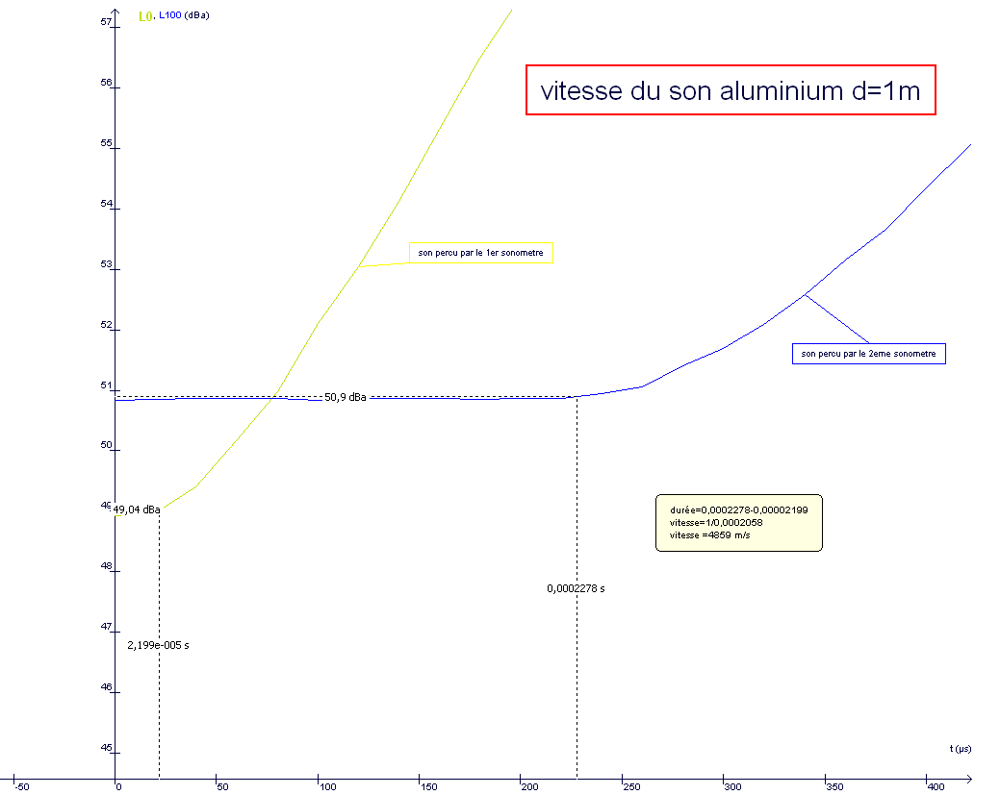 L0, L100 (dBa)
vitesse du son aluminium d=1m
57
56
55
54
53
52
51
50
49
48
47
46
45
son percu par le 1er sonometre
son percu par le 2eme sonometre
50,9 dBa
49,04 dBa
durée=0,0002278-0,00002199
vitesse=1/0,0002058
vitesse =4859 m/s
0,0002278 s
2,199e-005 s
t (µs)
-50 0 50 100 150 200 250 300 350 400